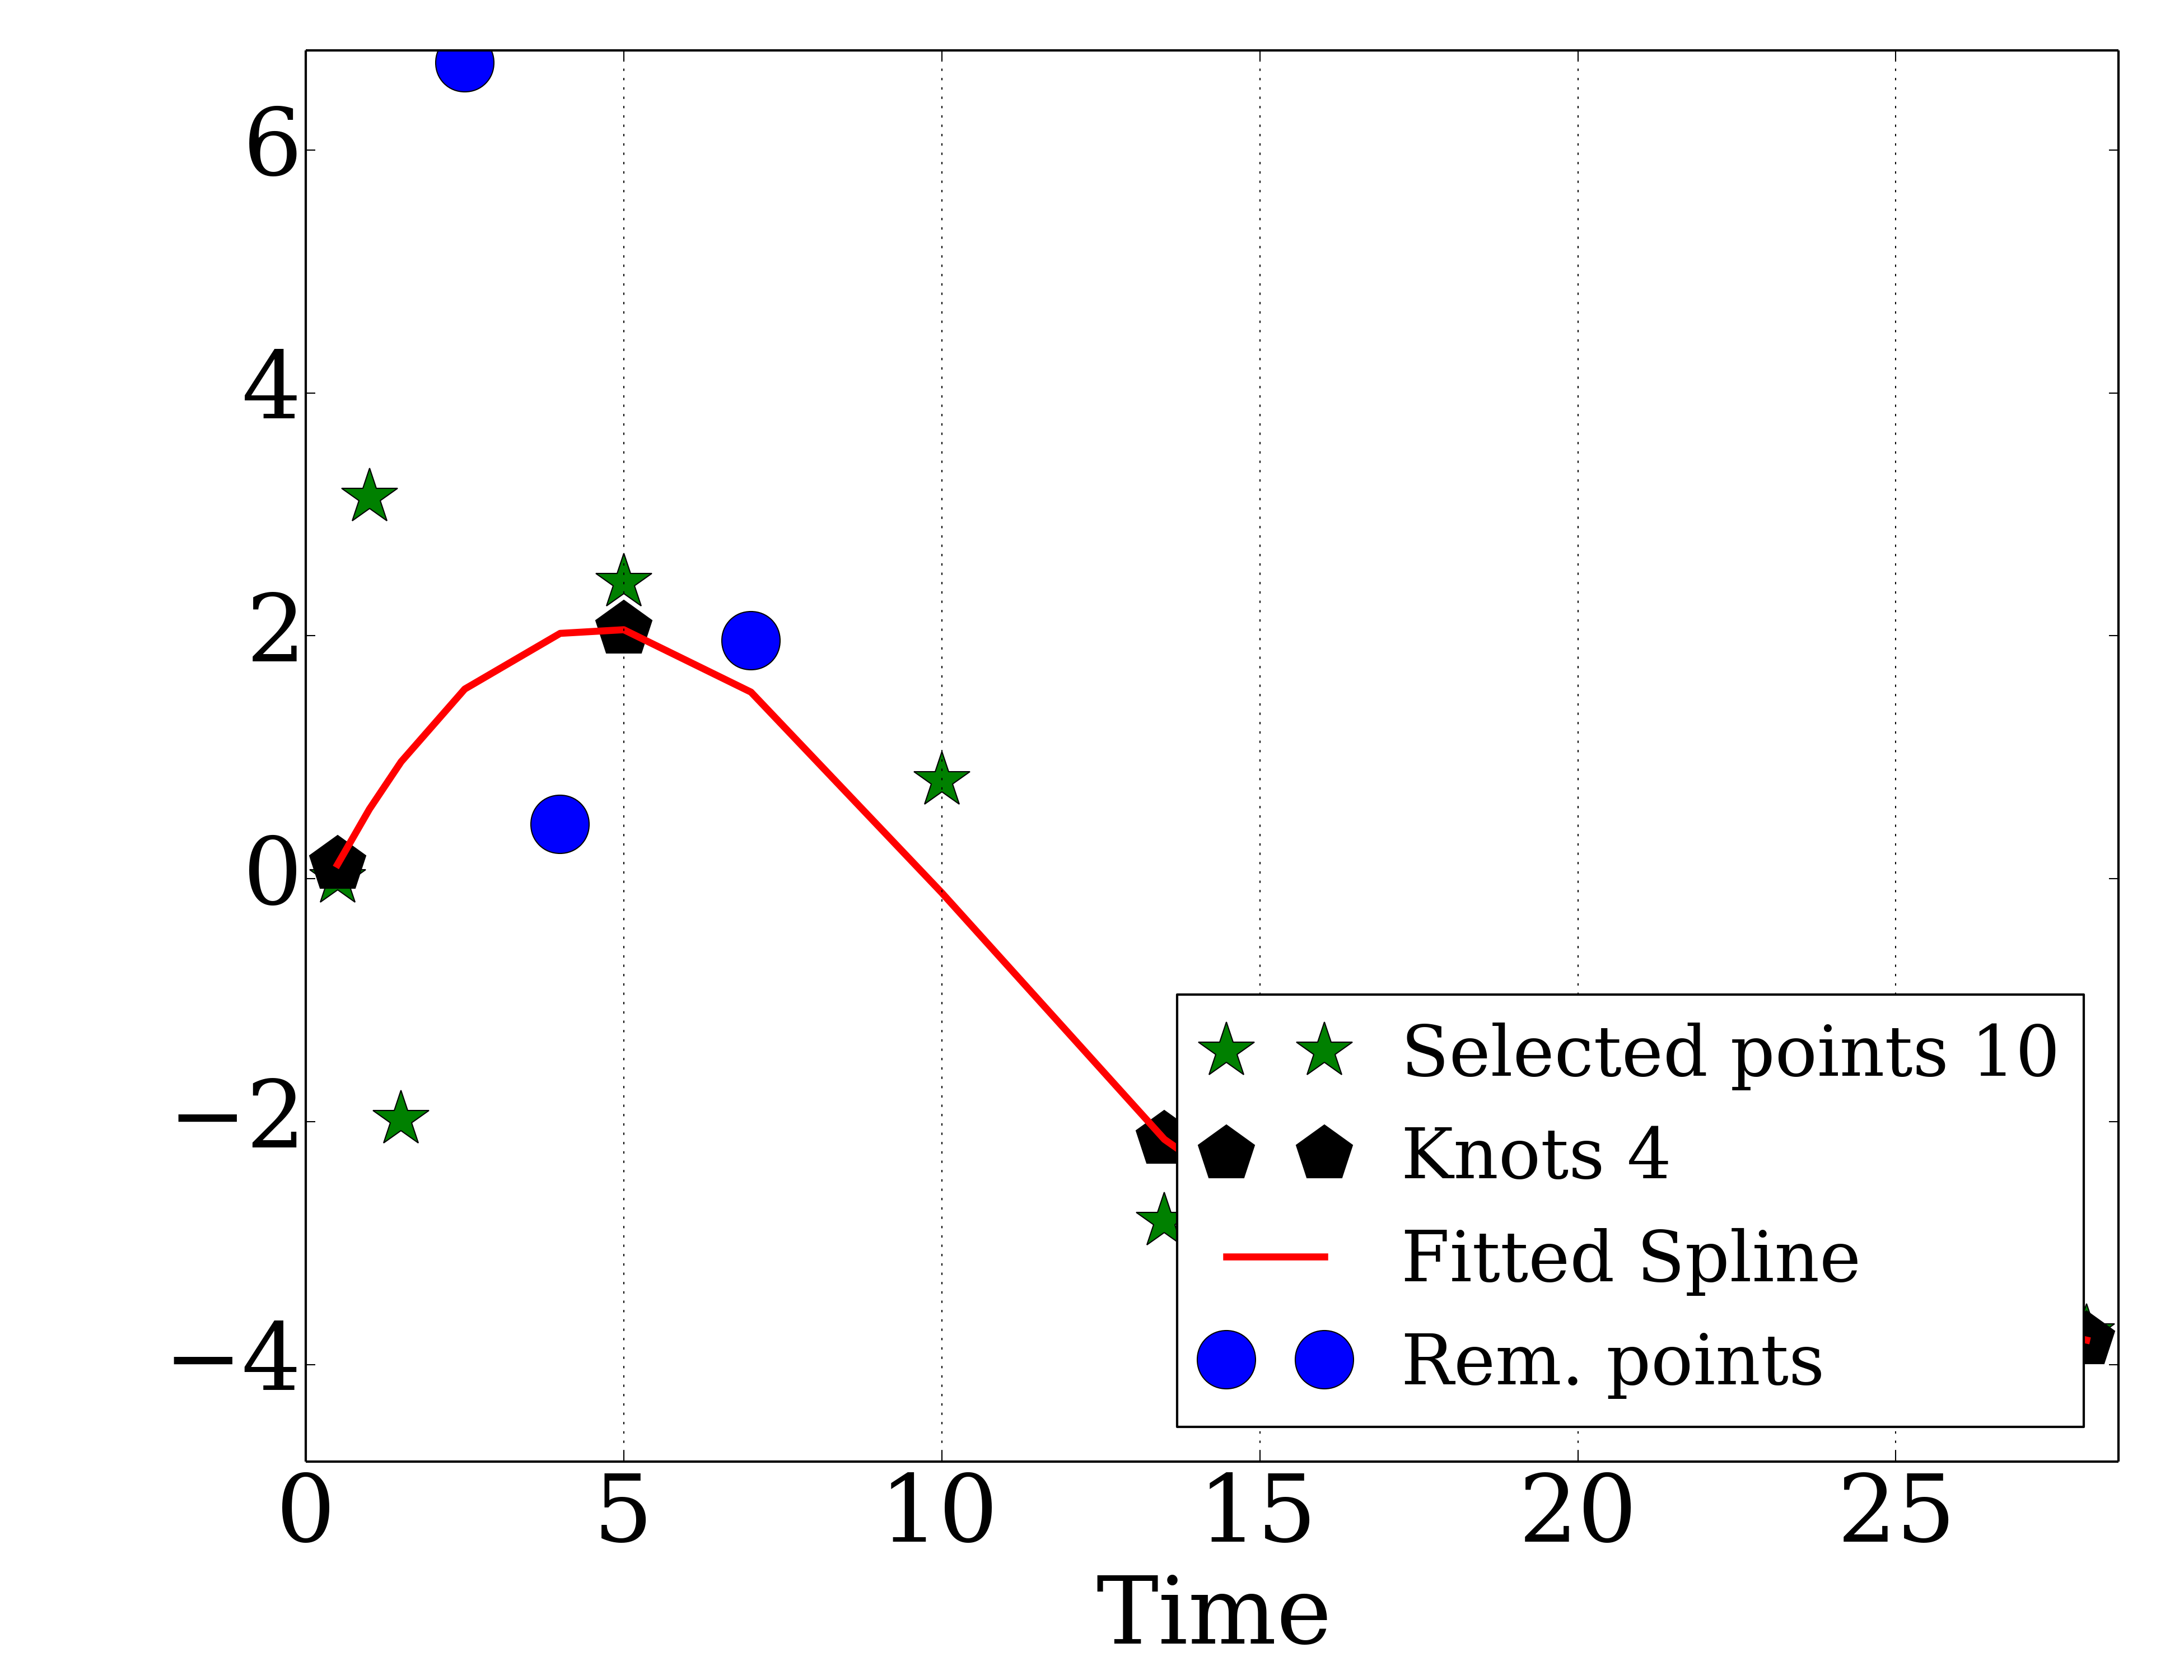 6
4
2
0
−2
−4
Selected points 10
Knots 4
Fitted Spline
Rem. points
0 5 10 15 20 25
Time